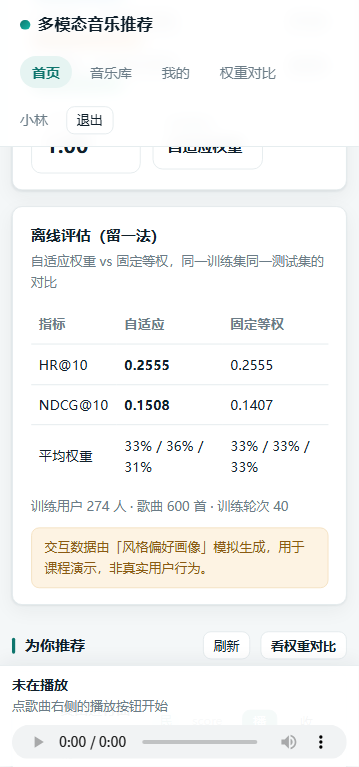 多模态音乐推荐
首页 音乐库 我的 权重对比
小林 退出
1.00 自适应权重
离线评估（留一法）
自适应权重 vs 固定等权，同一训练集同一测试集的
对比
指标 自适应 固定等权
HR@10 0.2555 0.2555
NDCG@10 0.1508 0.1407
平均权重 33% / 36% / 31% 33% / 33% / 33%
训练用户 274 人 · 歌曲 600 首 · 训练轮次 40
交互数据由「风格偏好画像」模拟生成，用于
课程演示，非真实用户行为。
为你推荐 刷新 看权重对比
未在播放
点歌曲右侧的播放按钮开始
0:00 / 0:00